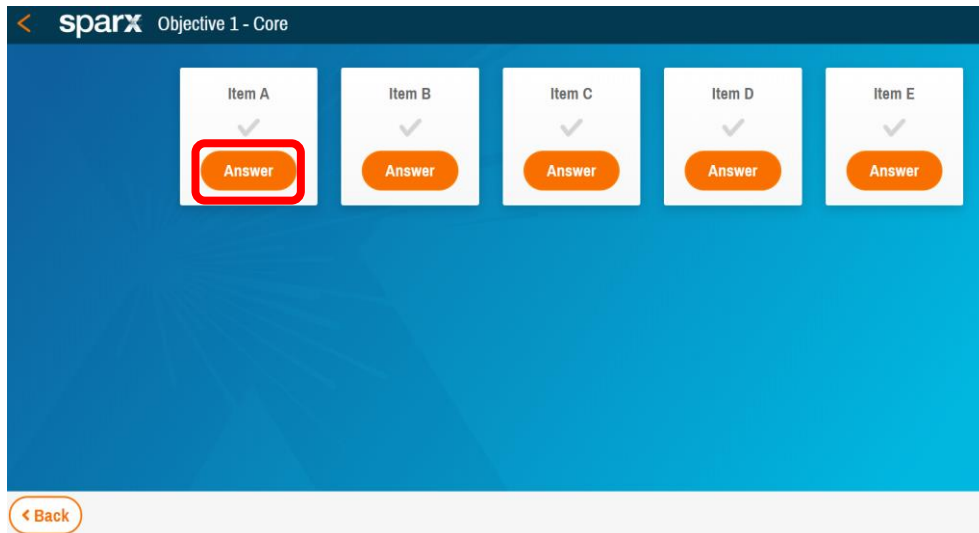 sparx Objective 1 - Core
Item A Item B Item C Item D Item E
Answer Answer Answer Answer Answer
Back